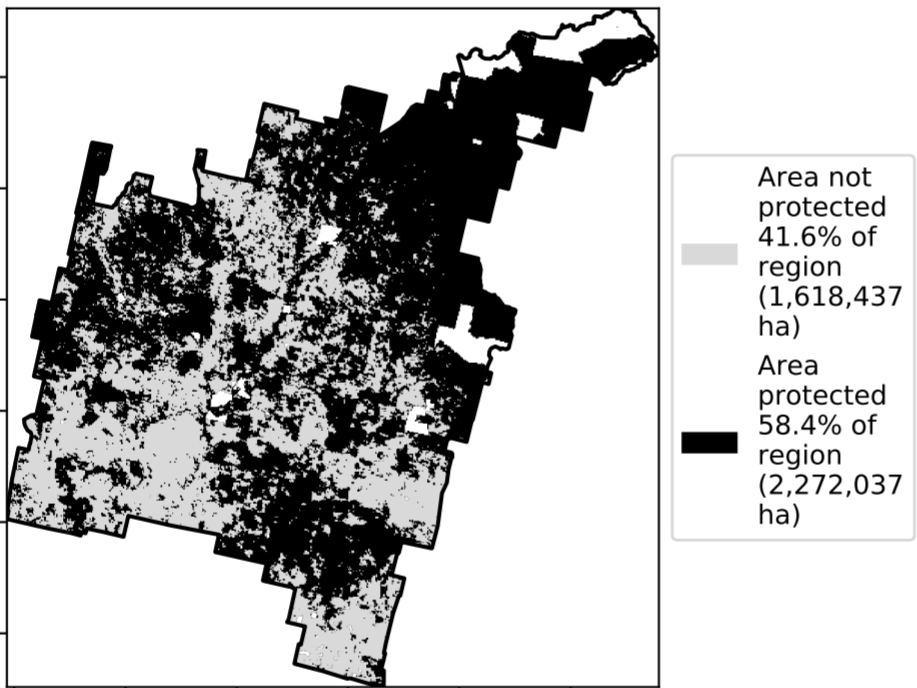 Area not
protected
41.6% of
region
(1,618,437
ha)
Area
protected
58.4% of
region
(2,272,037
ha)